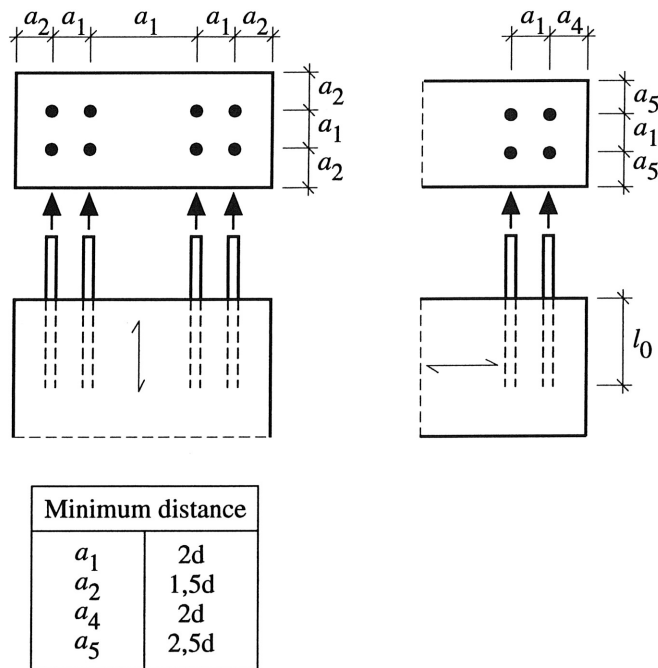 a₂ a₁ a₁ a₁ a₂
a₁ a₄
a₂
a₁
a₂
a₅
a₁
a₅
l₀
Minimum distance
a₁ 2d
a₂ 1,5d
a₄ 2d
a₅ 2,5d